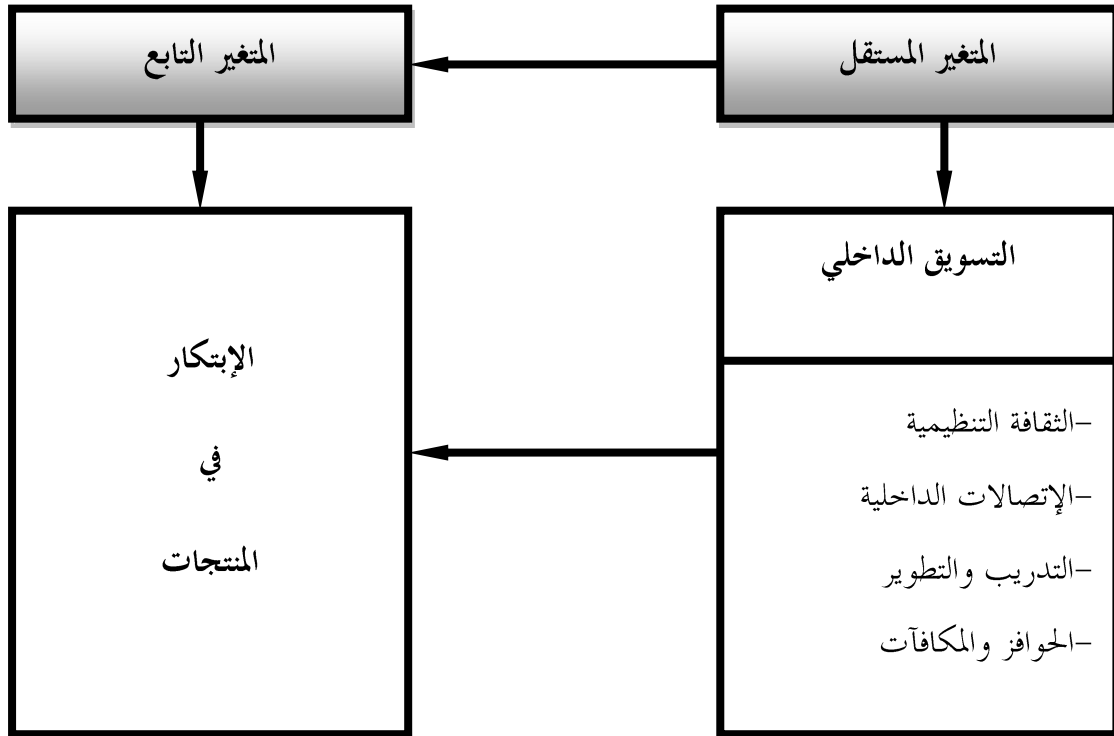 المتغير المستقل
المتغير التابع
التسويق الداخلي
-الثقافة التنظيمية
-الإتصالات الداخلية
-التدريب والتطوير
-الحوافز والمكافآت
الإبتكار
في
المنتجات